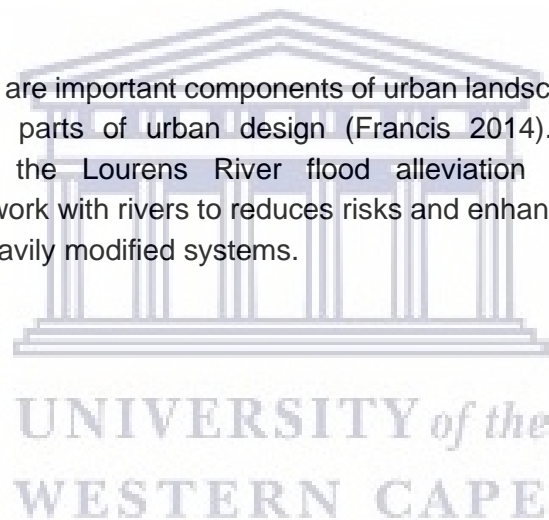 are important components of urban landsc
parts of urban design (Francis 2014).
the Lourens River flood alleviation
work with rivers to reduces risks and enhan
avily modified systems.
UNIVERSITY of the
WESTERN CAPE